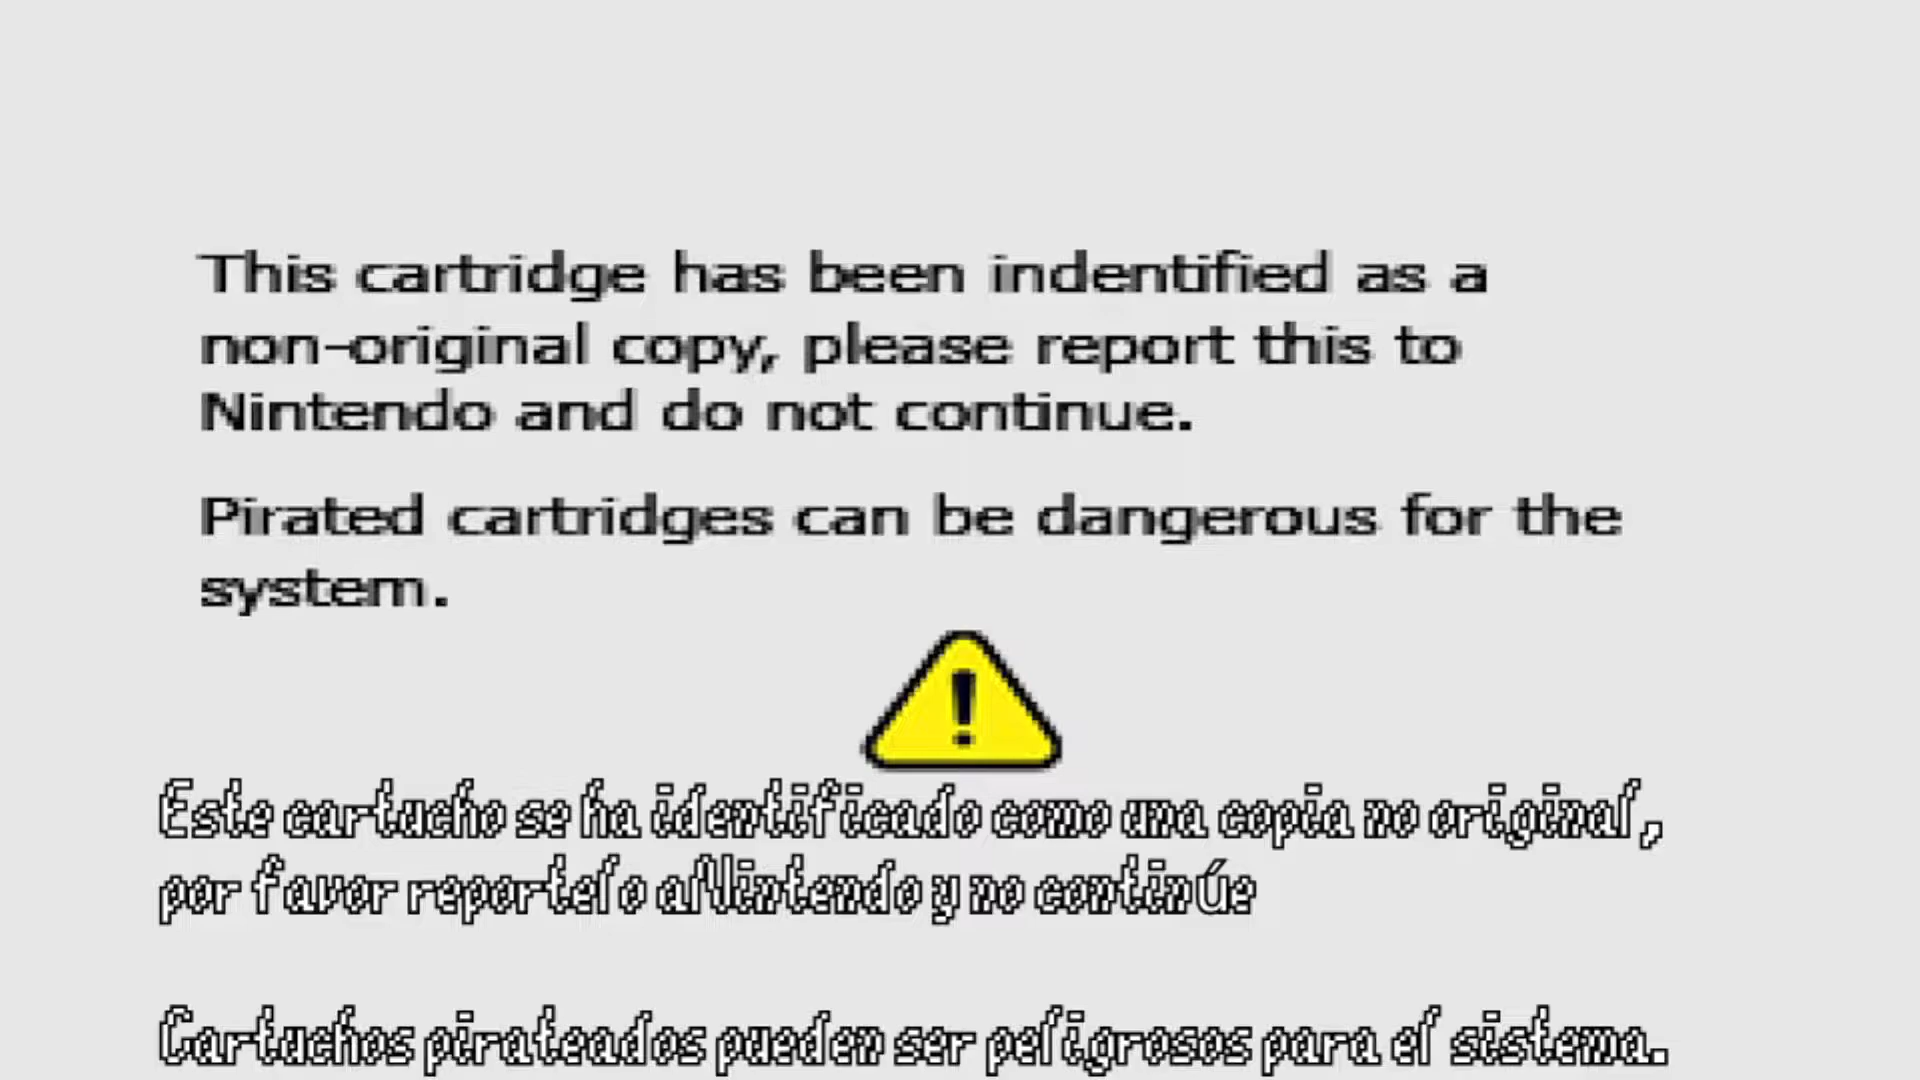 This cartridge has been indentified as a
non-original copy, please report this to
Nintendo and do not continue.
Pirated cartridges can be dangerous for the
system.
!
Este cartucho se ha identificado como una copia no original,
por favor reportelo a Nintendo y no continúe
Cartuchos pirateados pueden ser peligrosos para el sistema.